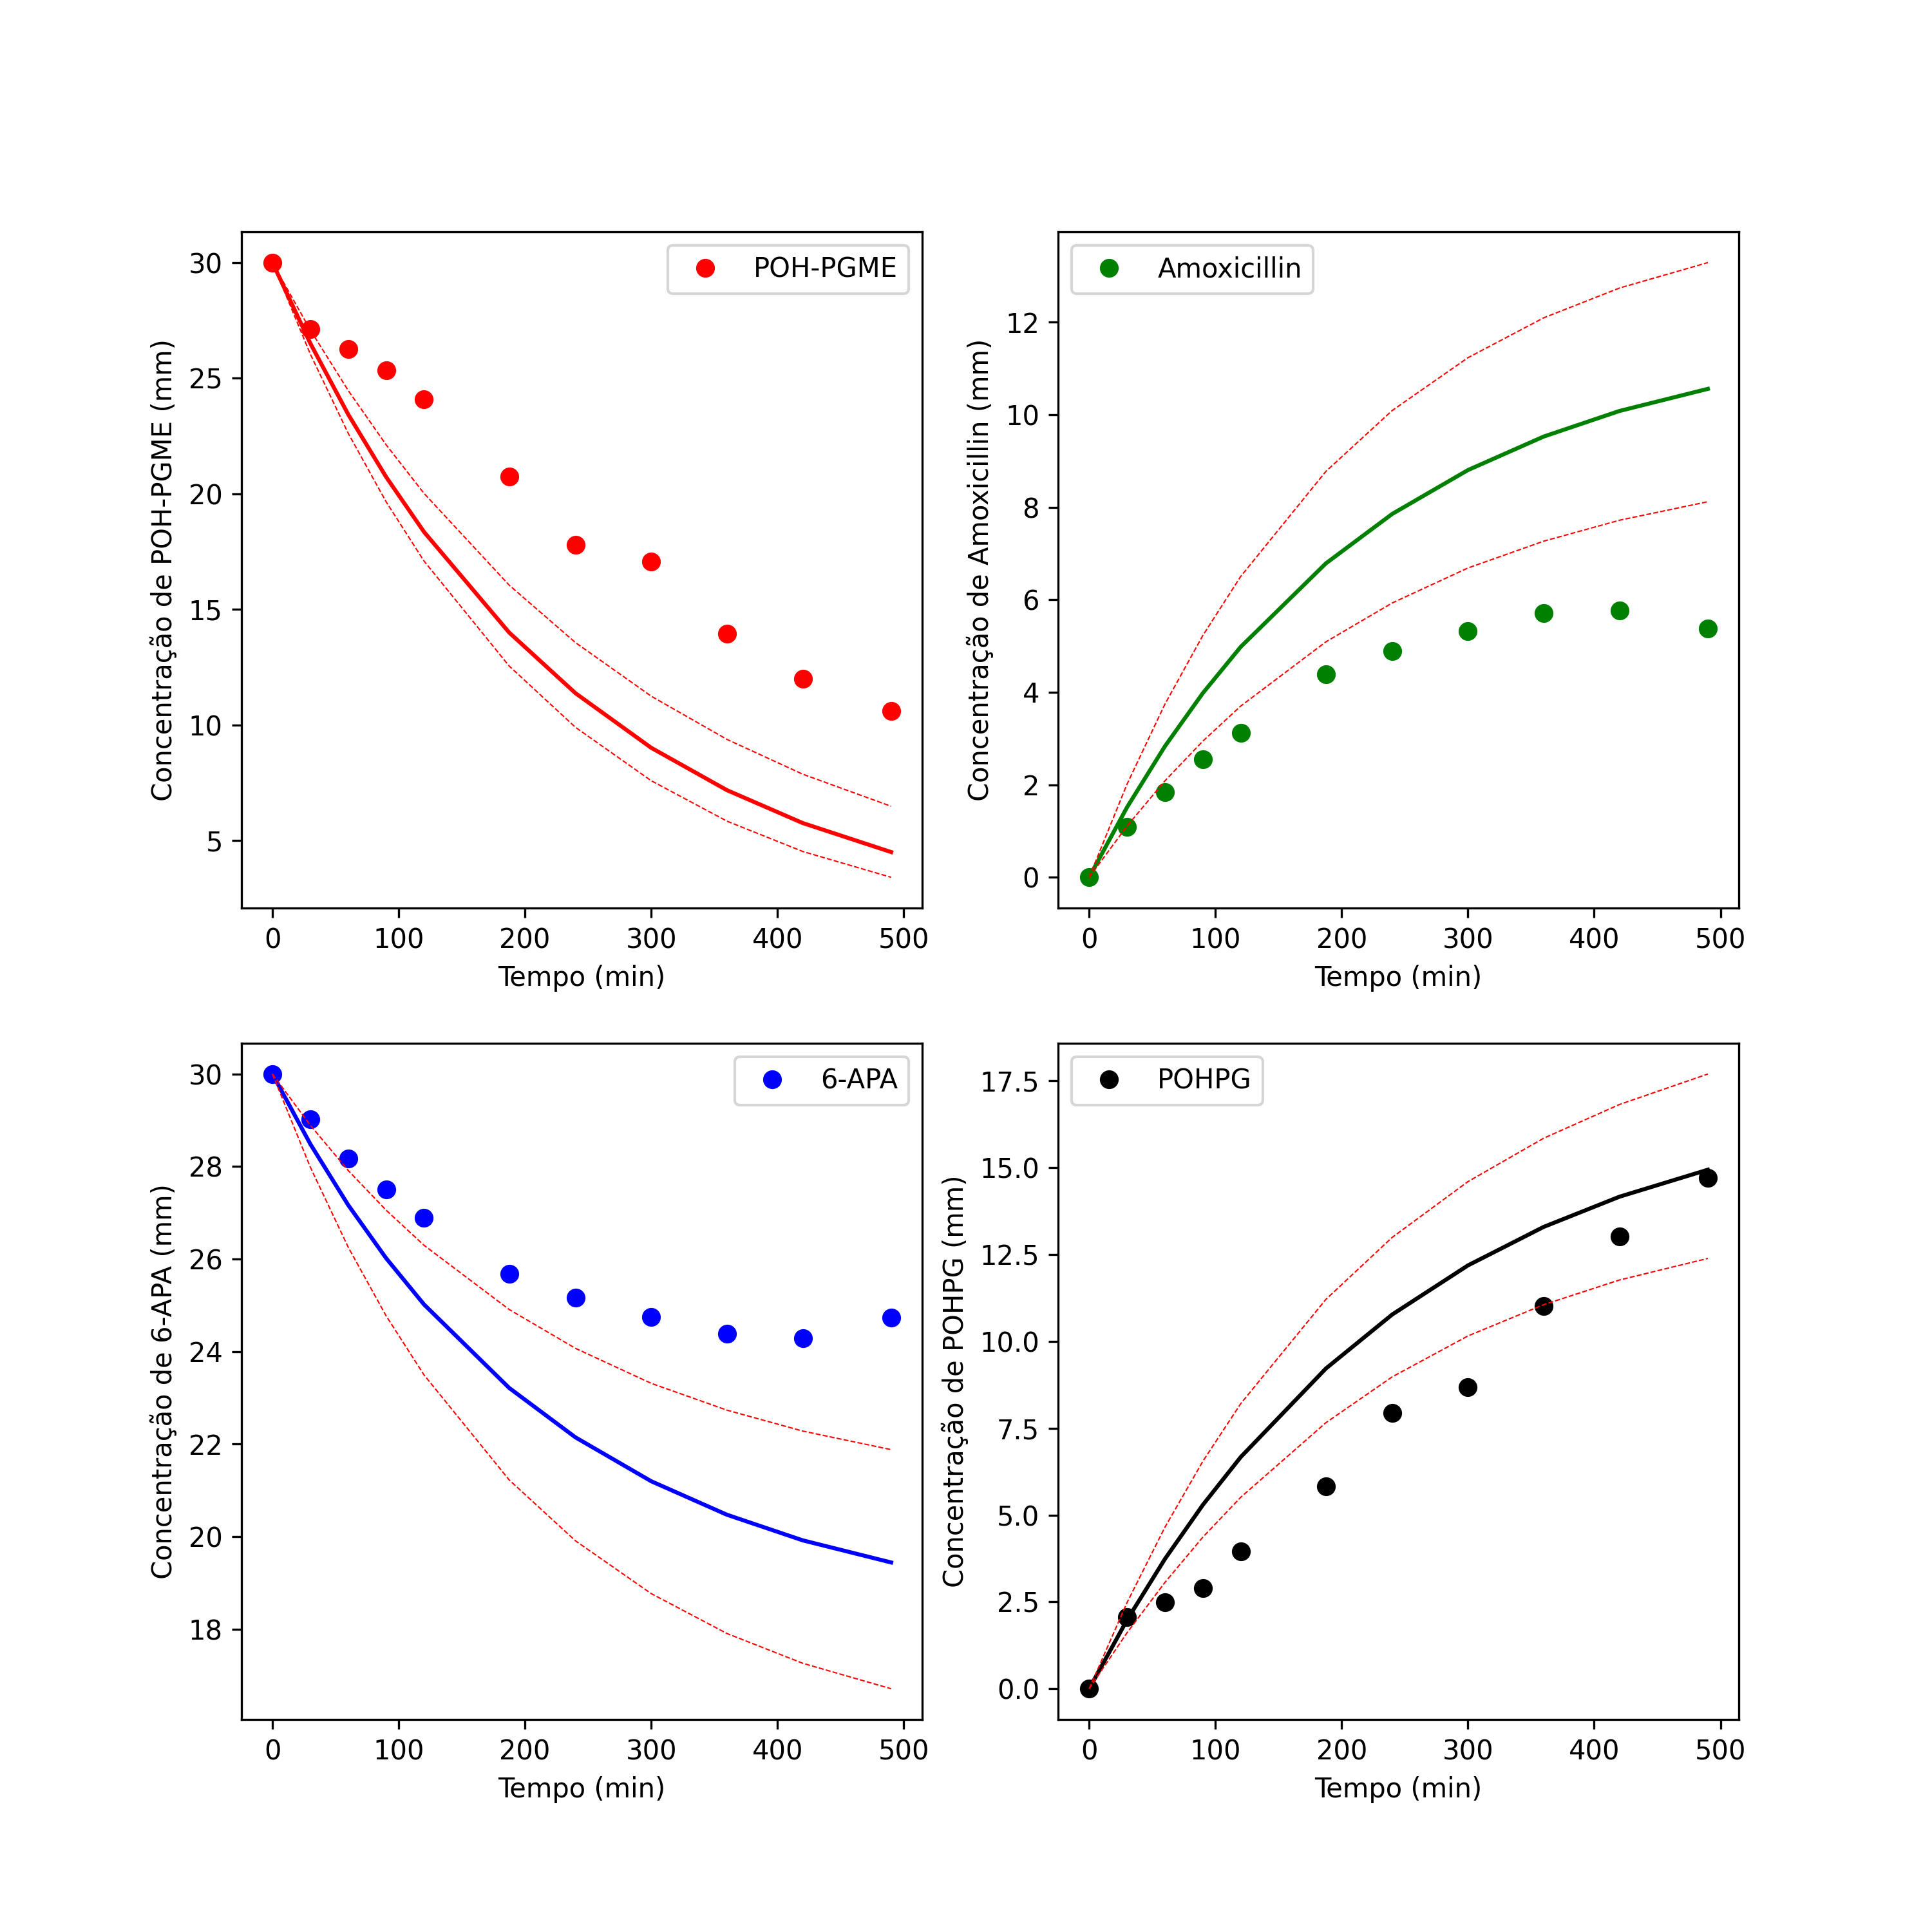 POH-PGME
Concentração de POH-PGME (mm)
30
25
20
15
10
5
0 100 200 300 400 500
Tempo (min)
Amoxicillin
Concentração de Amoxicillin (mm)
12
10
8
6
4
2
0
0 100 200 300 400 500
Tempo (min)
6-APA
Concentração de 6-APA (mm)
30
28
26
24
22
20
18
0 100 200 300 400 500
Tempo (min)
POHPG
Concentração de POHPG (mm)
17.5
15.0
12.5
10.0
7.5
5.0
2.5
0.0
0 100 200 300 400 500
Tempo (min)